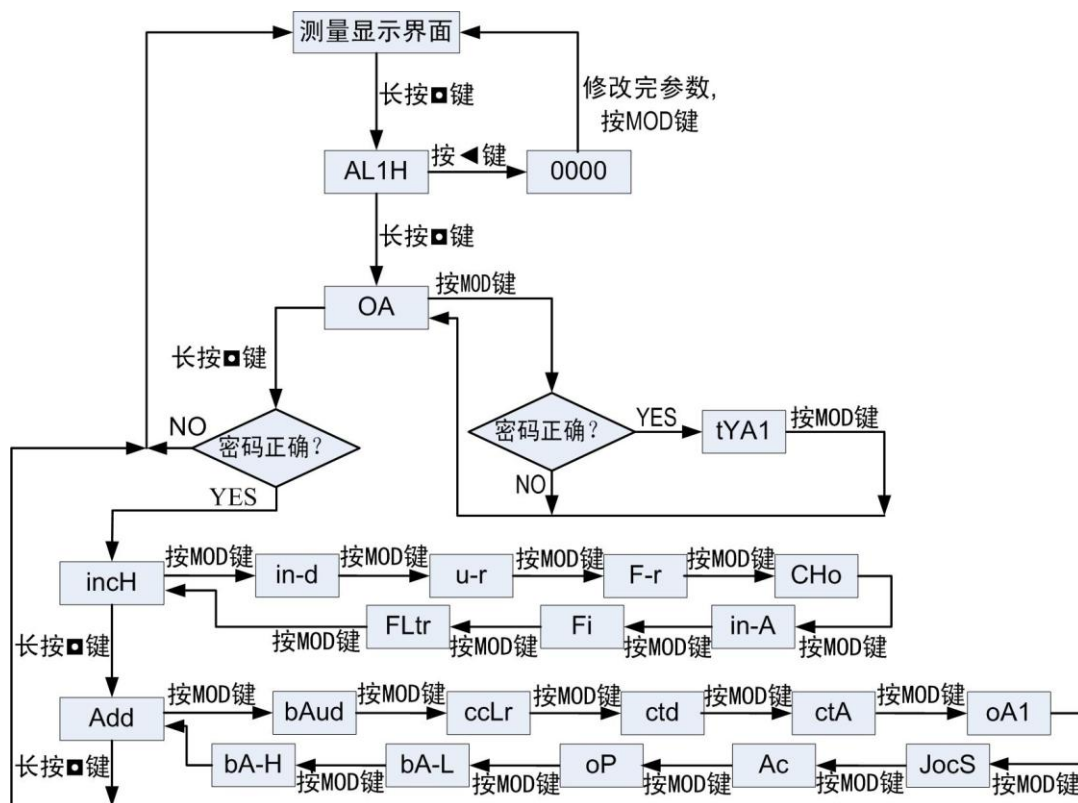 测量显示界面
长按◘键
修改完参数,
按MOD键
AL1H
按◀键
0000
长按◘键
OA
按MOD键
长按◘键
NO
密码正确？
YES
密码正确？
YES
tYA1
按MOD键
NO
incH
按MOD键
in-d
按MOD键
u-r
按MOD键
F-r
按MOD键
CHo
FLtr
Fi
in-A
按MOD键
按MOD键
按MOD键
按MOD键
长按◘键
Add
按MOD键
bAud
按MOD键
ccLr
按MOD键
ctd
按MOD键
ctA
按MOD键
oA1
bA-H
bA-L
oP
Ac
JocS
长按◘键
按MOD键
按MOD键
按MOD键
按MOD键
按MOD键